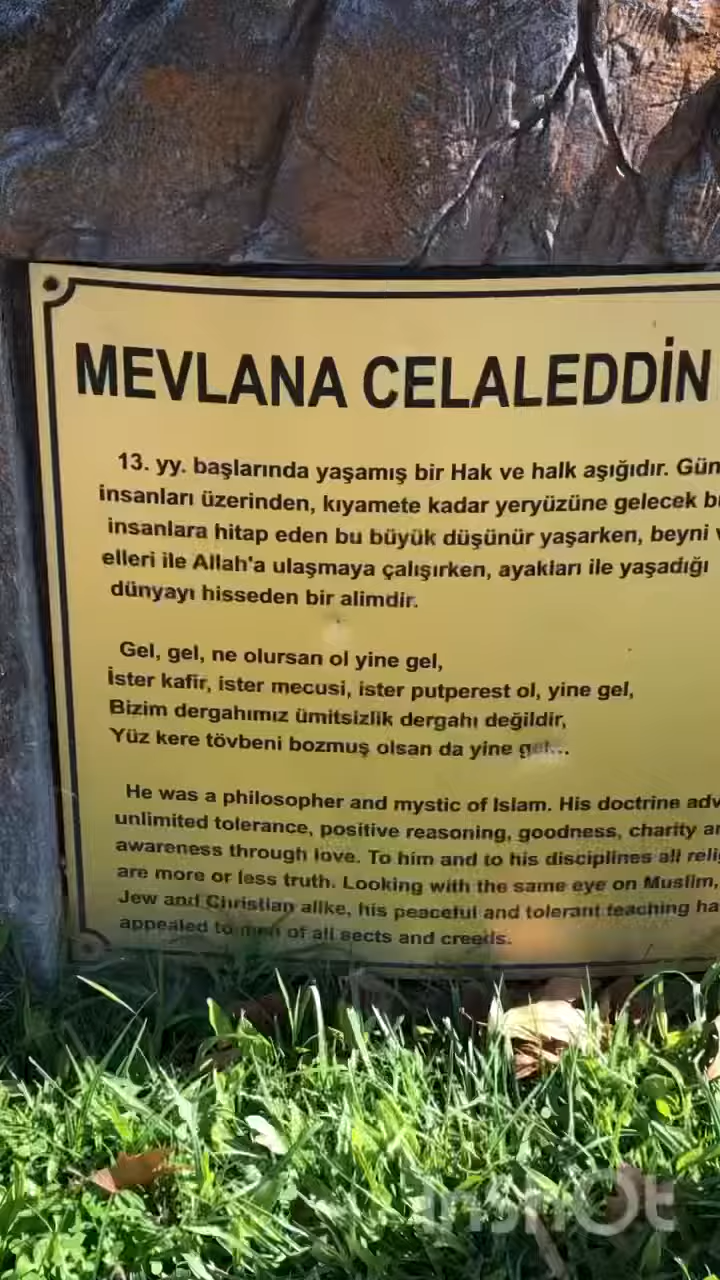 MEVLANA CELALEDDİN
13. yy. başlarında yaşamış bir Hak ve halk aşığıdır. Gün
insanları üzerinden, kıyamete kadar yeryüzüne gelecek
insanlara hitap eden bu büyük düşünür yaşarken, beyni
elleri ile Allah'a ulaşmaya çalışırken, ayakları ile yaşadığı
dünyayı hisseden bir alimdir.
Gel, gel, ne olursan ol yine gel,
İster kafir, ister mecusi, ister putperest ol, yine gel,
Bizim dergahımız ümitsizlik dergahı değildir,
Yüz kere tövbeni bozmuş olsan da yine gel...
He was a philosopher and mystic of Islam. His doctrine adv
unlimited tolerance, positive reasoning, goodness, charity
awareness through love. To him and to his disciplines all reli
are more or less truth. Looking with the same eye on Muslim,
Jew and Christian alike, his peaceful and tolerant teaching ha
appealed to men of all sects and creeds.
InShOt